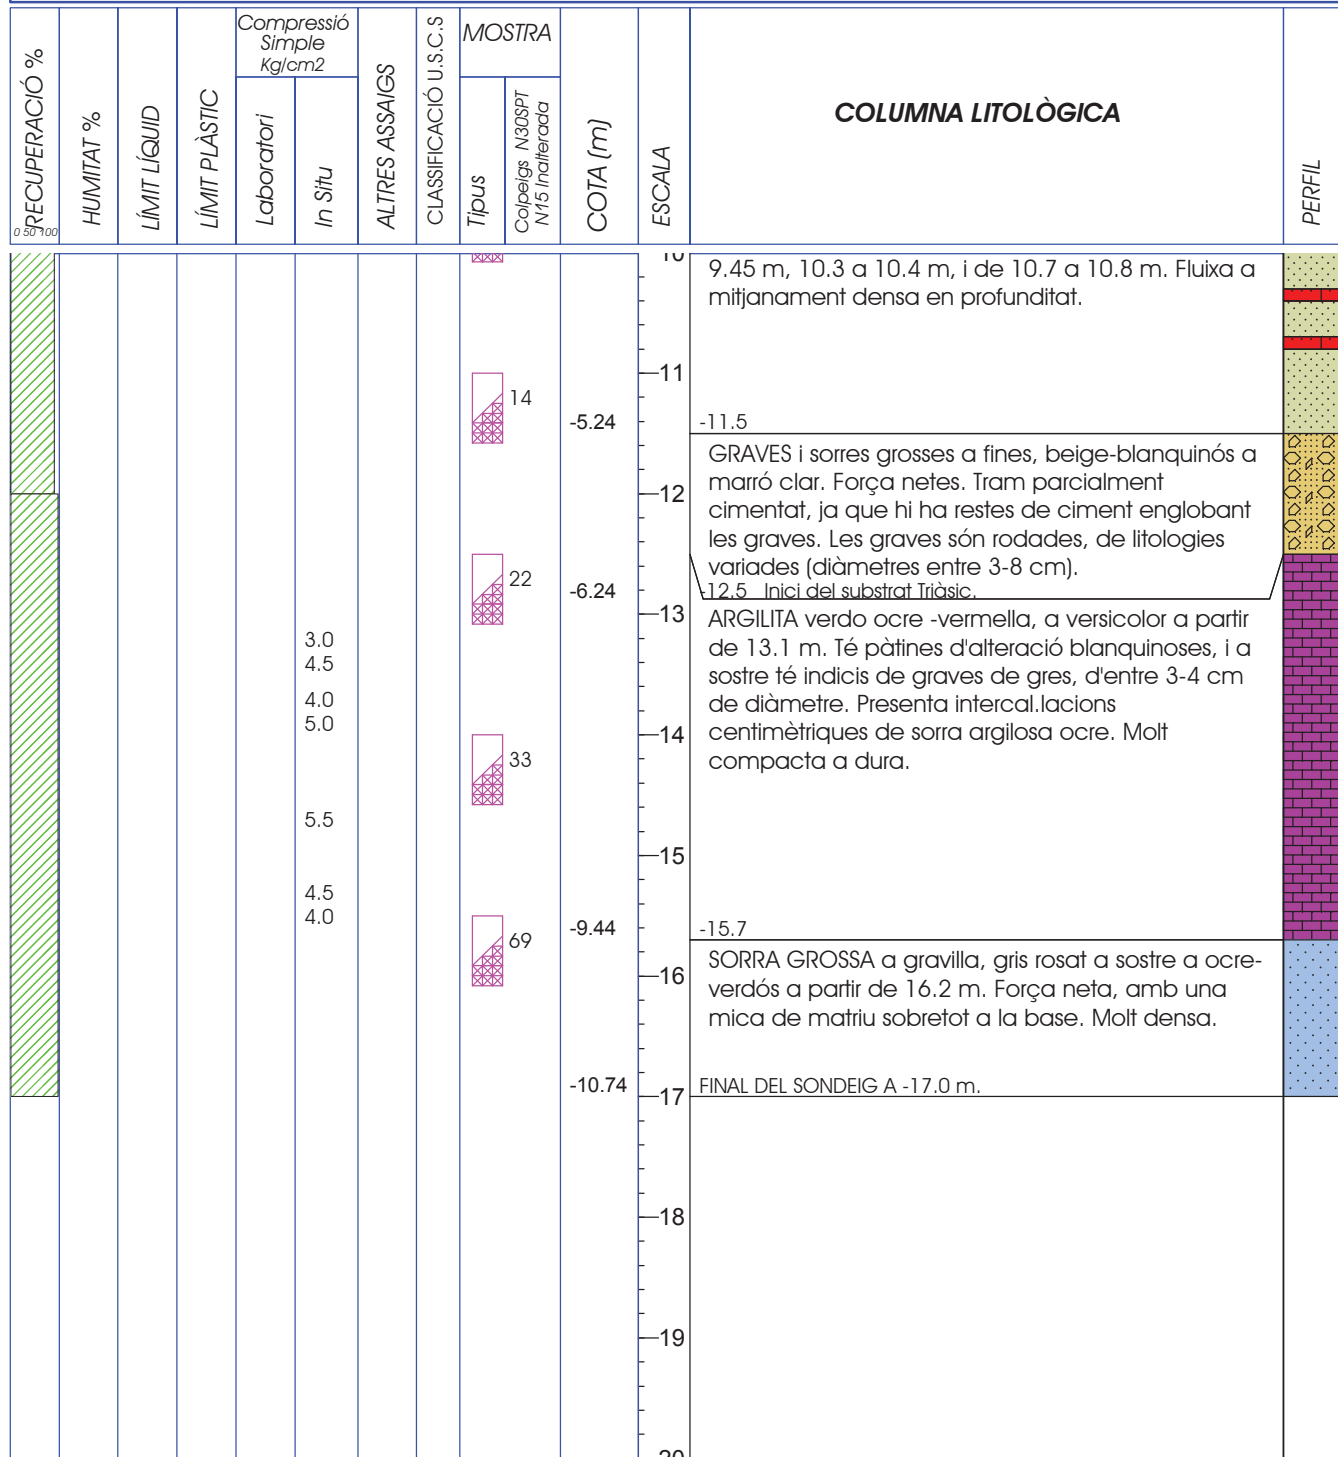 RECUPERACIÓ %
0 50 100
HUMITAT %
LÍMIT LÍQUID
LÍMIT PLÀSTIC
Compressió
Simple
Kg/cm2
Laboratori
In Situ
ALTRES ASSAIGS
CLASSIFICACIÓ U.S.C.S
MOSTRA
Tipus
Colpeigs N30SPT
N15 Inalterada
COTA (m)
ESCALA
COLUMNA LITOLÒGICA
PERFIL
10
9.45 m, 10.3 a 10.4 m, i de 10.7 a 10.8 m. Fluixa a
mitjanament densa en profunditat.
11
14
-5.24
-11.5
GRAVES i sorres grosses a fines, beige-blanquinós a
marró clar. Força netes. Tram parcialment
12
cimentat, ja que hi ha restes de ciment englobant
les graves. Les graves són rodades, de litologies
variades (diàmetres entre 3-8 cm).
22
-6.24
-12.5 Inici del substrat Triàsic.
13
ARGILITA verdo ocre -vermella, a versicolor a partir
de 13.1 m. Té pàtines d'alteració blanquinoses, i a
sostre té indicis de graves de gres, d'entre 3-4 cm
de diàmetre. Presenta intercal.lacions
centimètriques de sorra argilosa ocre. Molt
compacta a dura.
3.0
4.5
4.0
5.0
14
33
5.5
15
4.5
4.0
69
-9.44
-15.7
16
SORRA GROSSA a gravilla, gris rosat a sostre a ocre-
verdós a partir de 16.2 m. Força neta, amb una
mica de matriu sobretot a la base. Molt densa.
-10.74
17
FINAL DEL SONDEIG A -17.0 m.
18
19
20